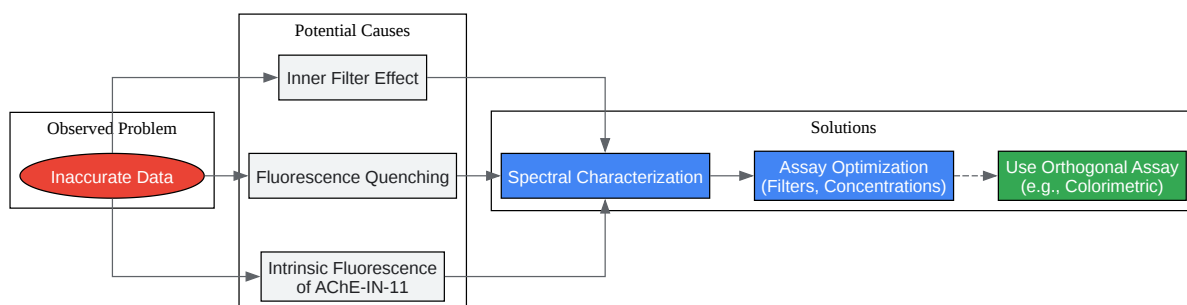 Observed Problem
Inaccurate Data
Potential Causes
Inner Filter Effect
Fluorescence Quenching
Intrinsic Fluorescence
of AChE-IN-11
Solutions
Spectral Characterization
Assay Optimization
(Filters, Concentrations)
Use Orthogonal Assay
(e.g., Colorimetric)